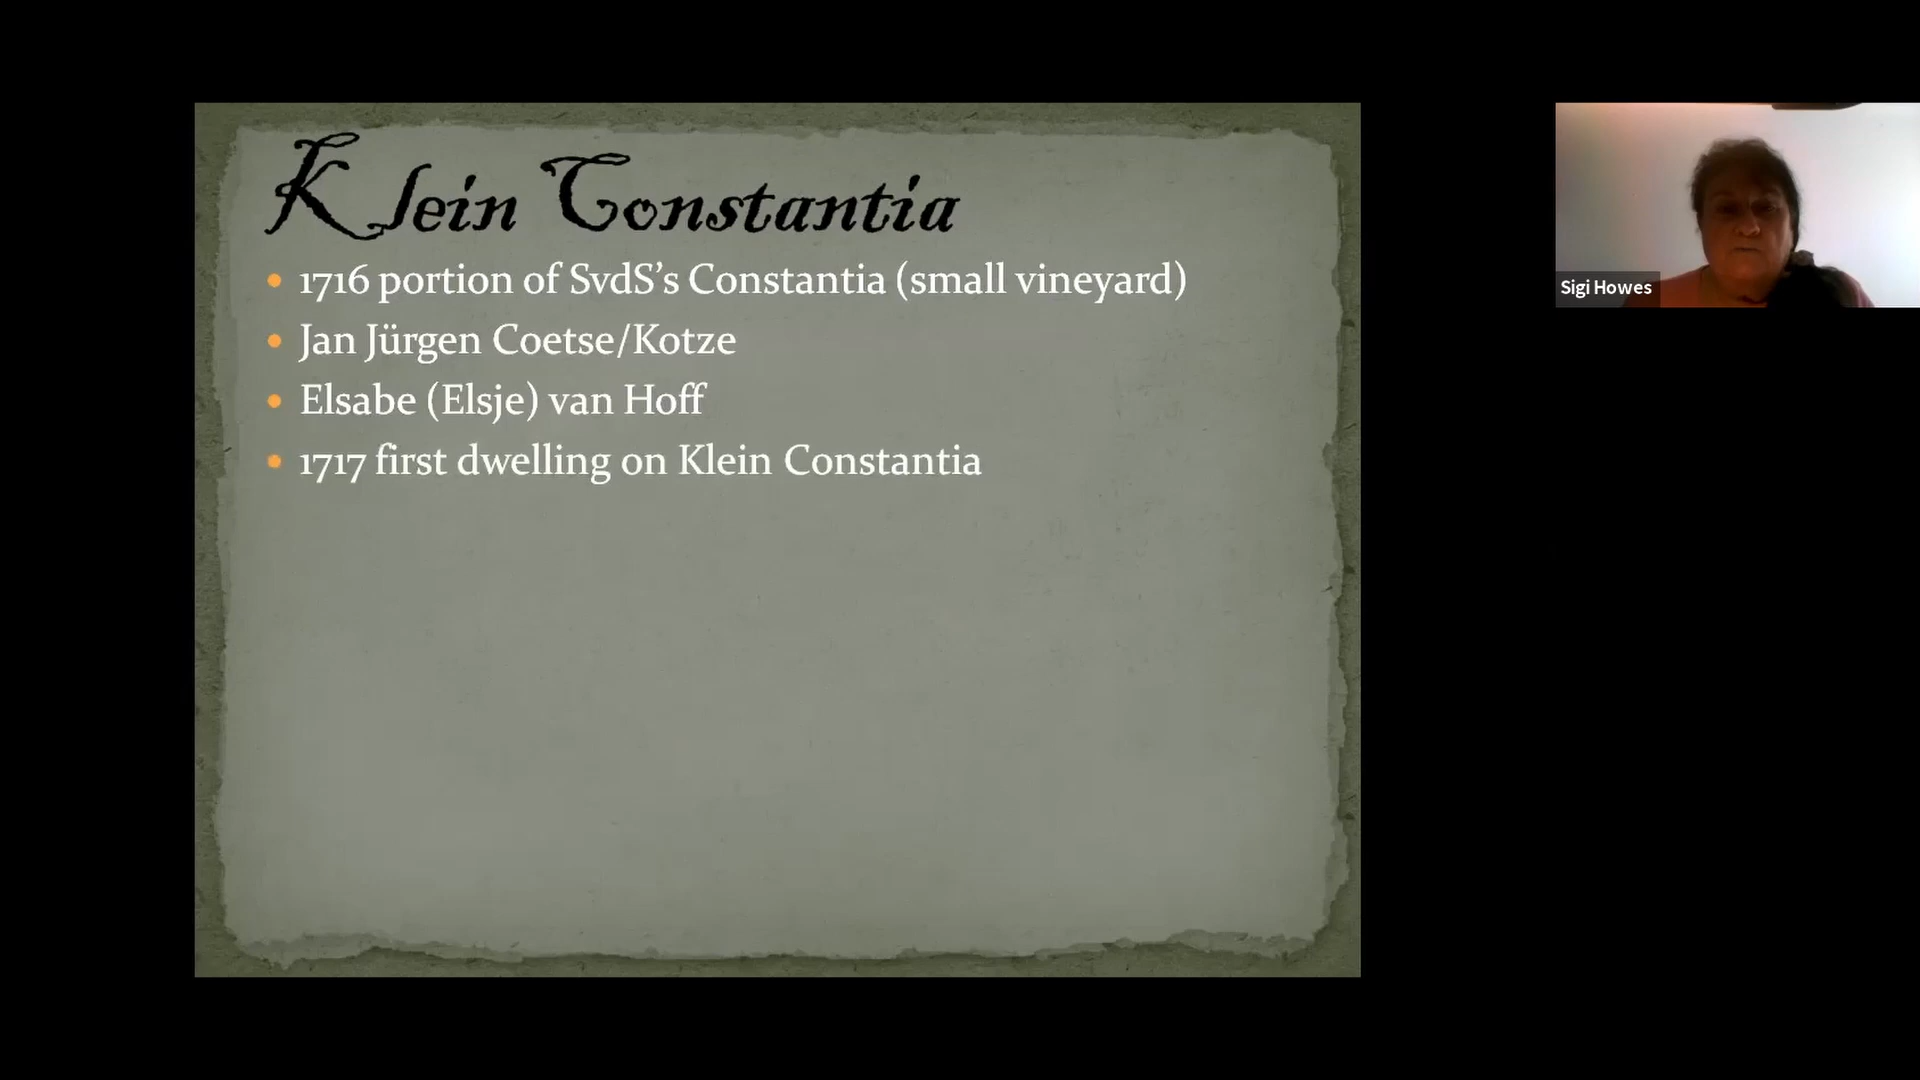 Klein Constantia
• 1716 portion of SvdS’s Constantia (small vineyard)
• Jan Jürgen Coetse/Kotze
• Elsabe (Elsje) van Hoff
• 1717 first dwelling on Klein Constantia
Sigi Howes